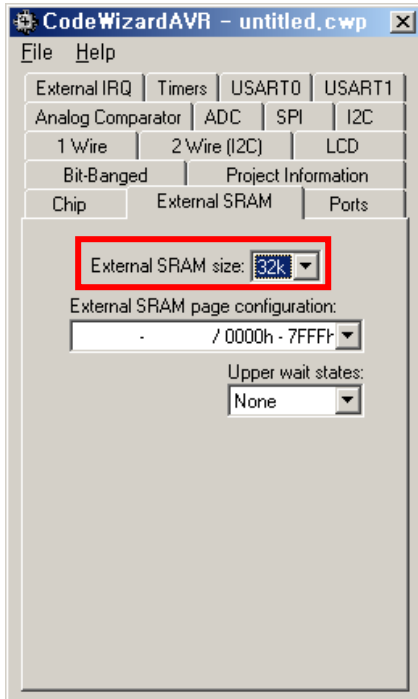 CodeWizardAVR - untitled.cwp
File Help
External IRQ Timers USART0 USART1
Analog Comparator ADC SPI I2C
1 Wire 2 Wire (I2C) LCD
Bit-Banged Project Information
Chip External SRAM Ports
External SRAM size: 32k
External SRAM page configuration:
- / 0000h - 7FFFh
Upper wait states:
None